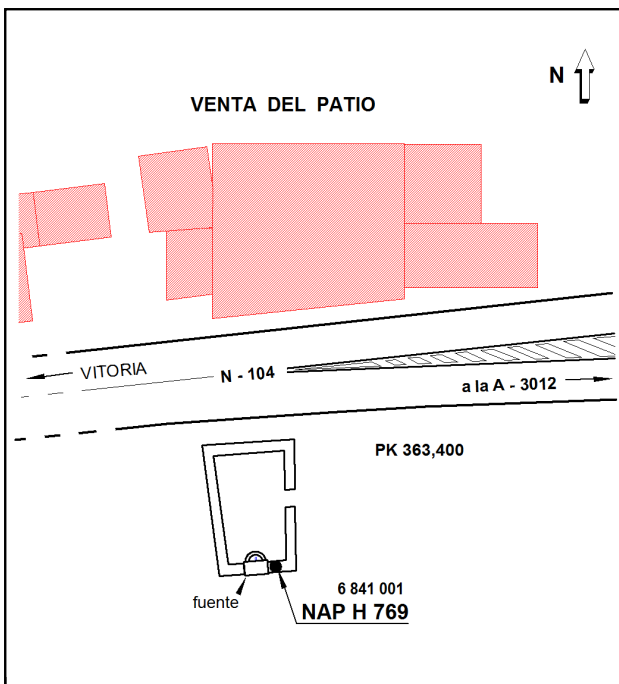 N
VENTA DEL PATIO
VITORIA
N - 104
a la A - 3012
PK 363,400
fuente
6 841 001
NAP H 769